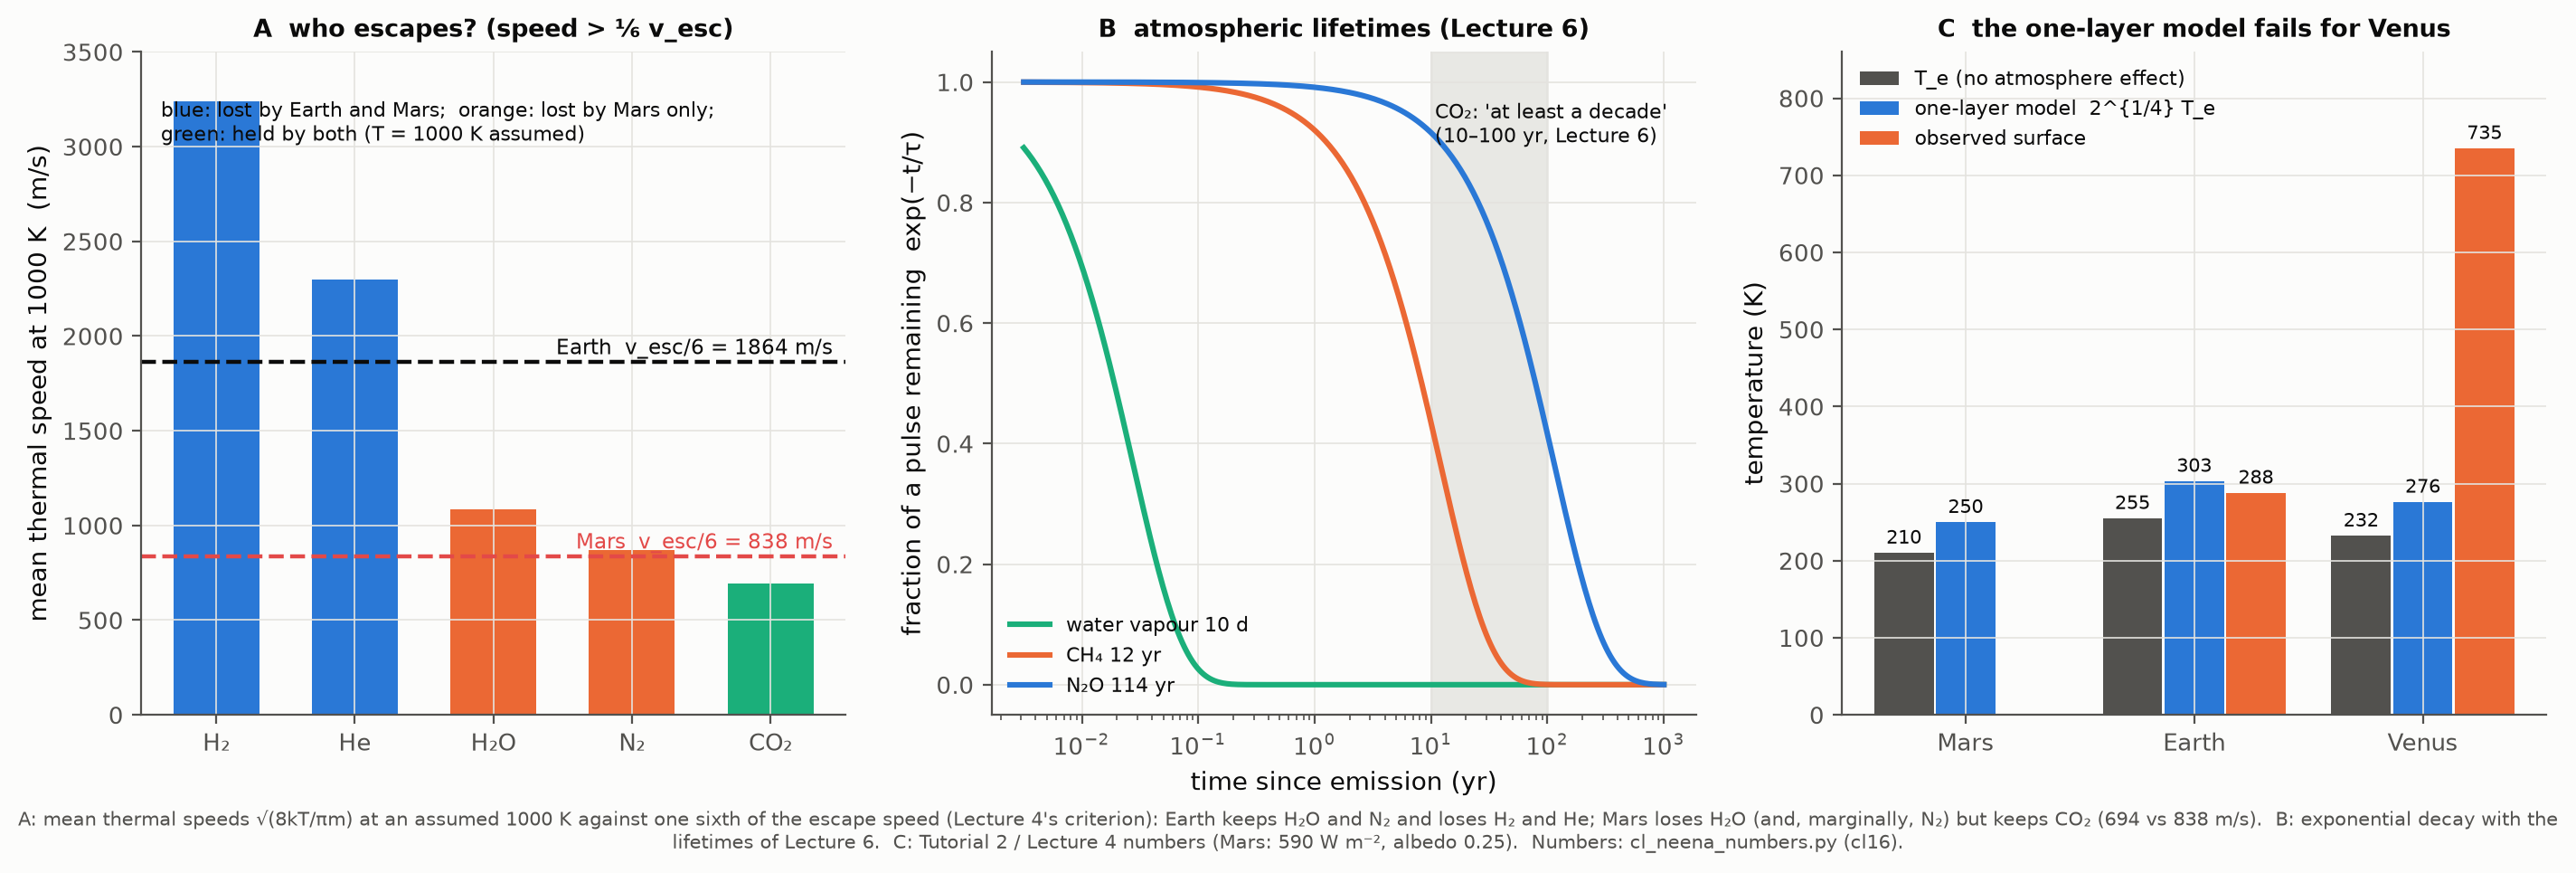 A  who escapes? (speed > ⅙ v_esc)
mean thermal speed at 1000 K  (m/s)
3500
3000
2500
2000
1500
1000
500
0
blue: lost by Earth and Mars;  orange: lost by Mars only;
green: held by both (T = 1000 K assumed)
Earth  v_esc/6 = 1864 m/s
Mars  v_esc/6 = 838 m/s
H₂
He
H₂O
N₂
CO₂
B  atmospheric lifetimes (Lecture 6)
fraction of a pulse remaining  exp(−t/τ)
1.0
0.8
0.6
0.4
0.2
0.0
CO₂: 'at least a decade'
(10–100 yr, Lecture 6)
water vapour 10 d
CH₄ 12 yr
N₂O 114 yr
10⁻²
10⁻¹
10⁰
10¹
10²
10³
time since emission (yr)
C  the one-layer model fails for Venus
temperature (K)
800
700
600
500
400
300
200
100
0
T_e (no atmosphere effect)
one-layer model  2^{1/4} T_e
observed surface
210
250
255
303
288
232
276
735
Mars
Earth
Venus
A: mean thermal speeds √(8kT/πm) at an assumed 1000 K against one sixth of the escape speed (Lecture 4's criterion): Earth keeps H₂O and N₂ and loses H₂ and He; Mars loses H₂O (and, marginally, N₂) but keeps CO₂ (694 vs 838 m/s).  B: exponential decay with the
lifetimes of Lecture 6.  C: Tutorial 2 / Lecture 4 numbers (Mars: 590 W m⁻², albedo 0.25).  Numbers: cl_neena_numbers.py (cl16).